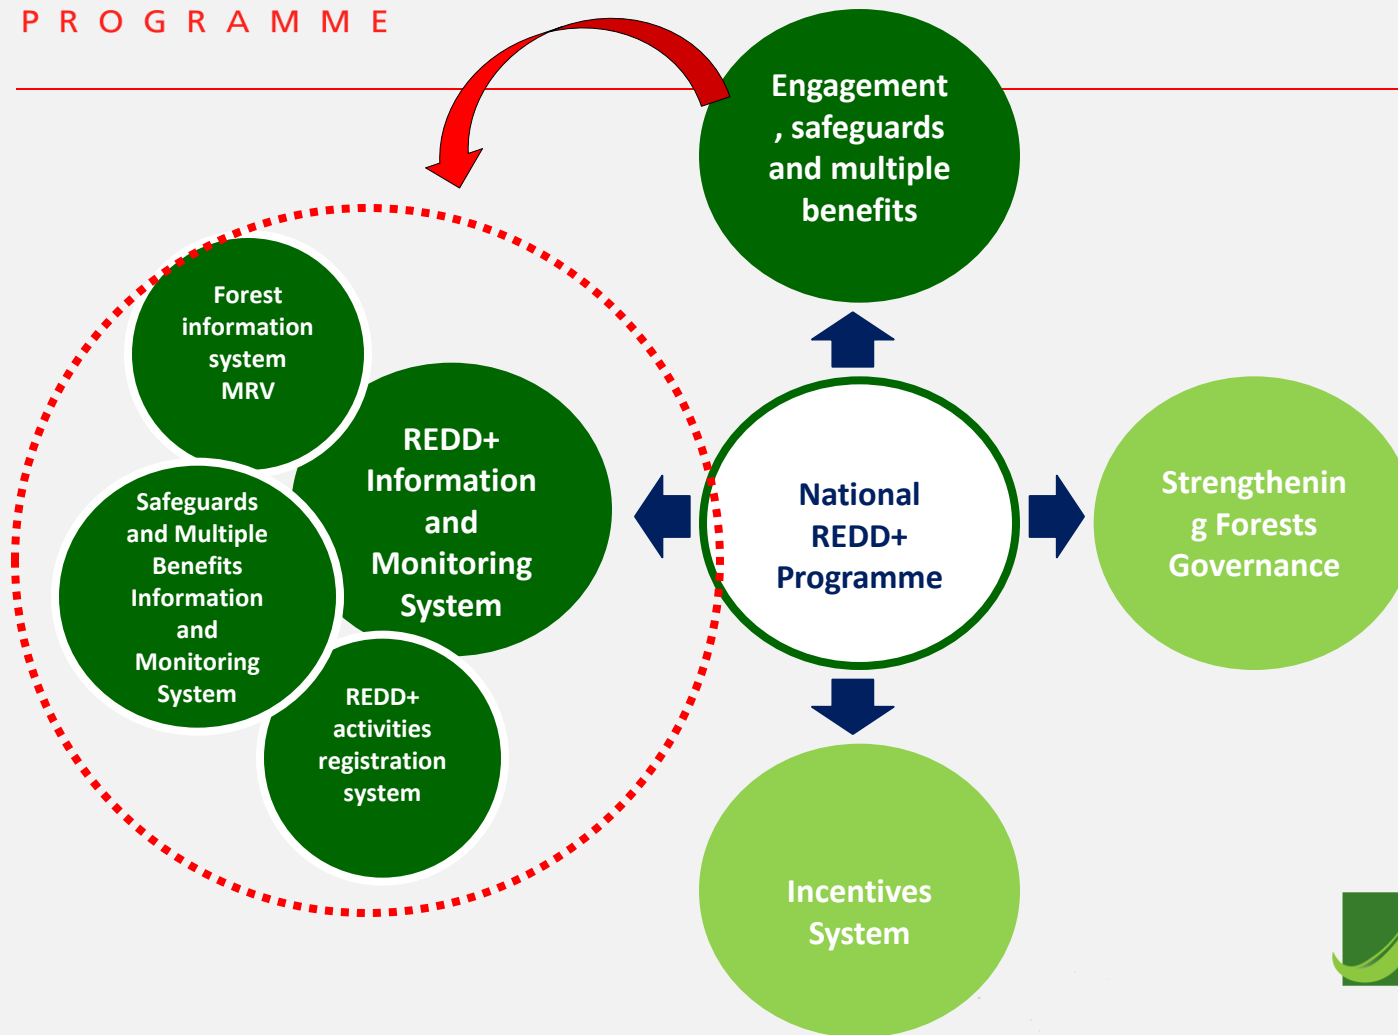 PROGRAMME
Engagement
, safeguards
and multiple
benefits
Forest
information
system
MRV
REDD+
Information
and
Monitoring
System
Safeguards
and Multiple
Benefits
Information
and
Monitoring
System
REDD+
activities
registration
system
National
REDD+
Programme
Strengthenin
g Forests
Governance
Incentives
System